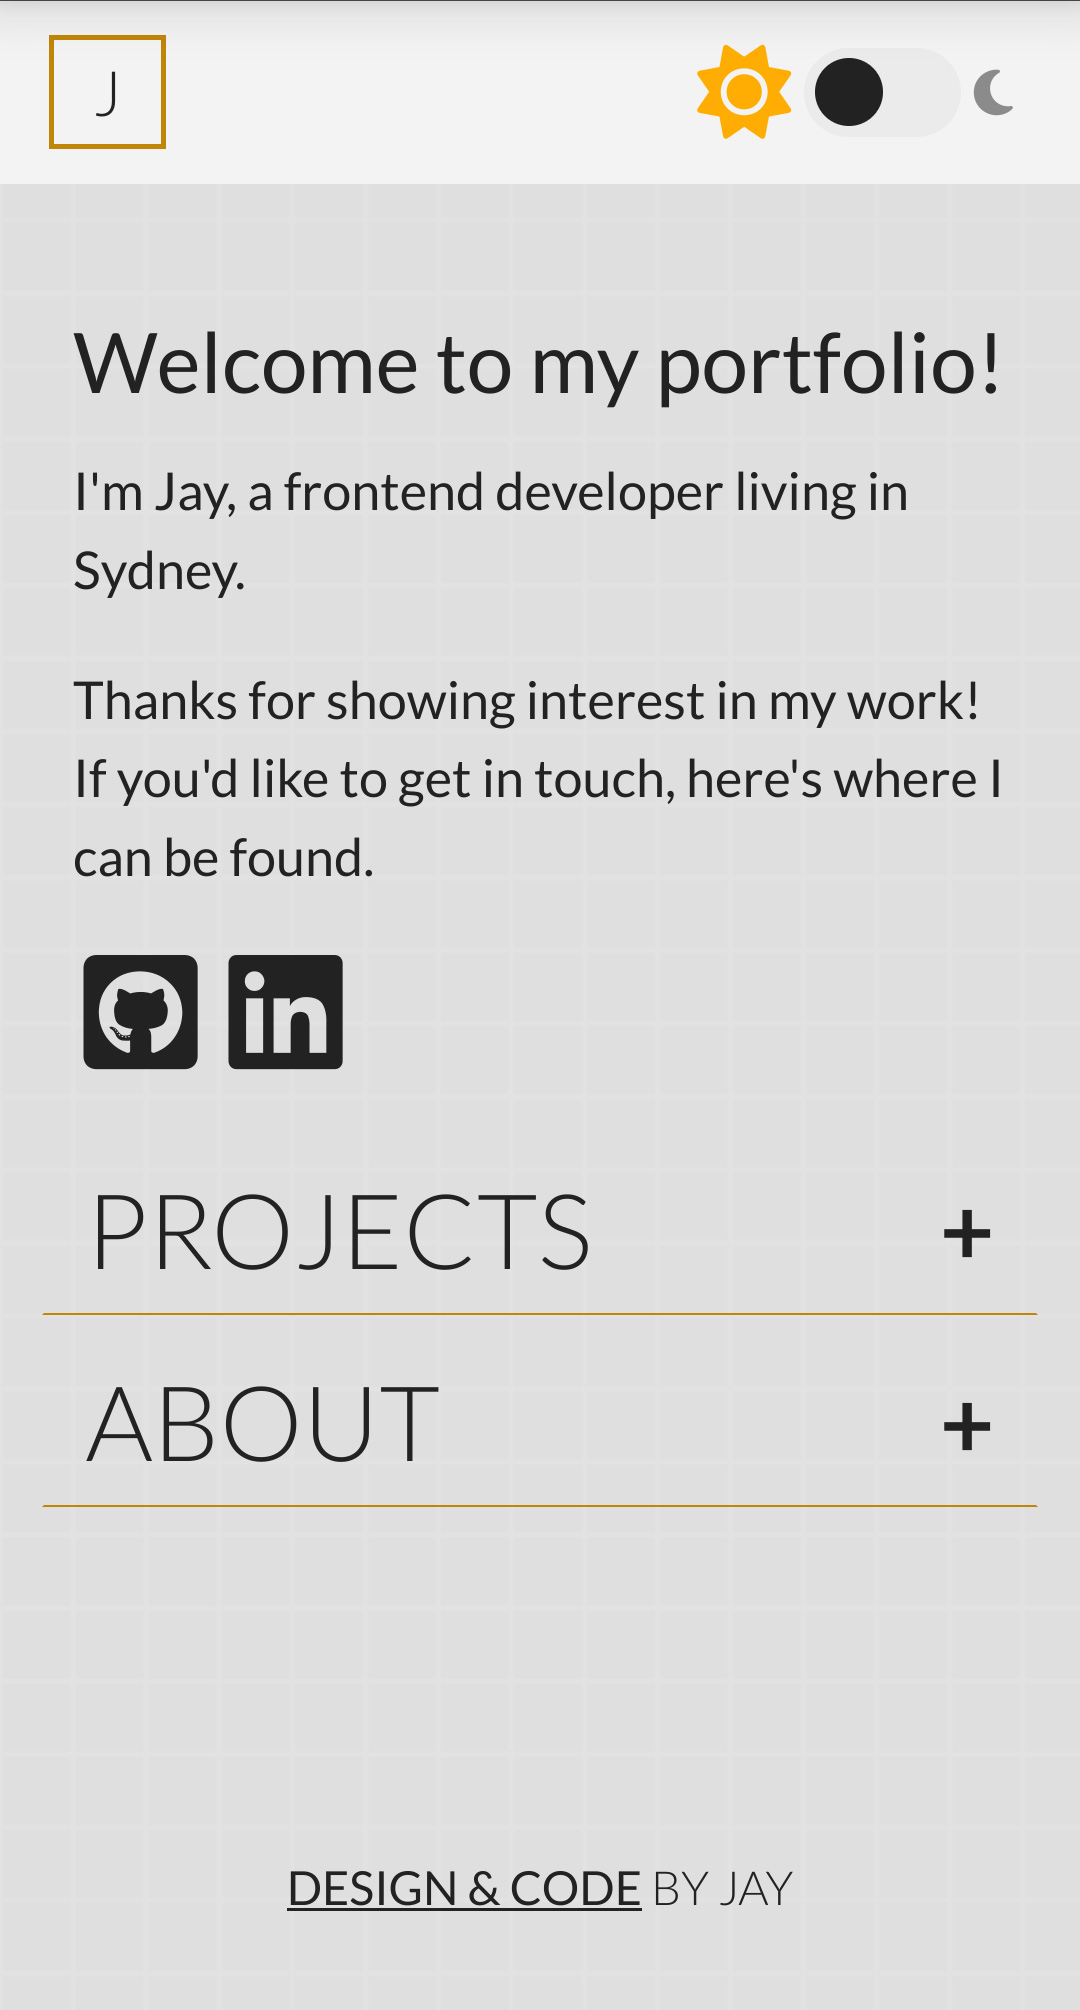 J
Welcome to my portfolio!
I'm Jay, a frontend developer living in
Sydney.
Thanks for showing interest in my work!
If you'd like to get in touch, here's where I
can be found.
in
PROJECTS +
ABOUT +
DESIGN & CODE BY JAY